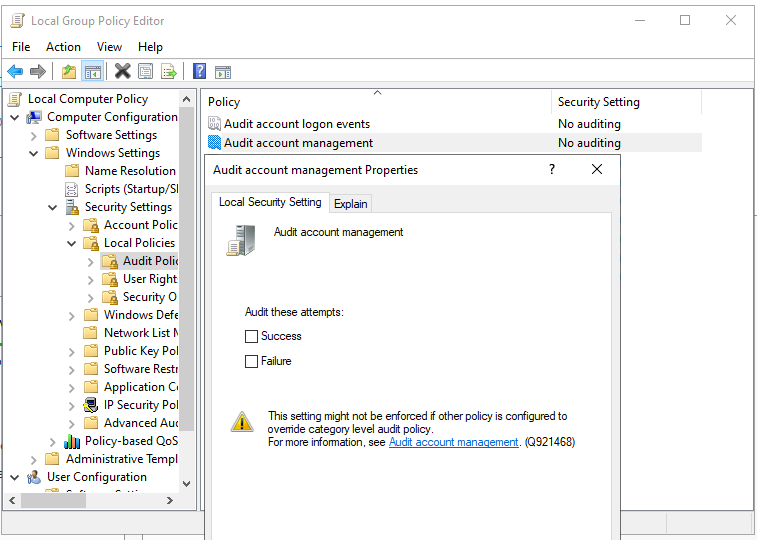 Local Group Policy Editor
File Action View Help
Local Computer Policy
Computer Configuration
Software Settings
Windows Settings
Name Resolution
Scripts (Startup/Sl
Security Settings
Account Polic
Local Policies
Audit Polic
User Right
Security O
Windows Defe
Network List M
Public Key Pol
Software Restr
Application Co
IP Security Pol
Advanced Aud
Policy-based QoS
Administrative Templ
User Configuration
Policy Security Setting
Audit account logon events No auditing
Audit account management No auditing
Audit account management Properties ?
Local Security Setting Explain
Audit account management
Audit these attempts:
Success
Failure
This setting might not be enforced if other policy is configured to
override category level audit policy.
For more information, see Audit account management. (Q921468)